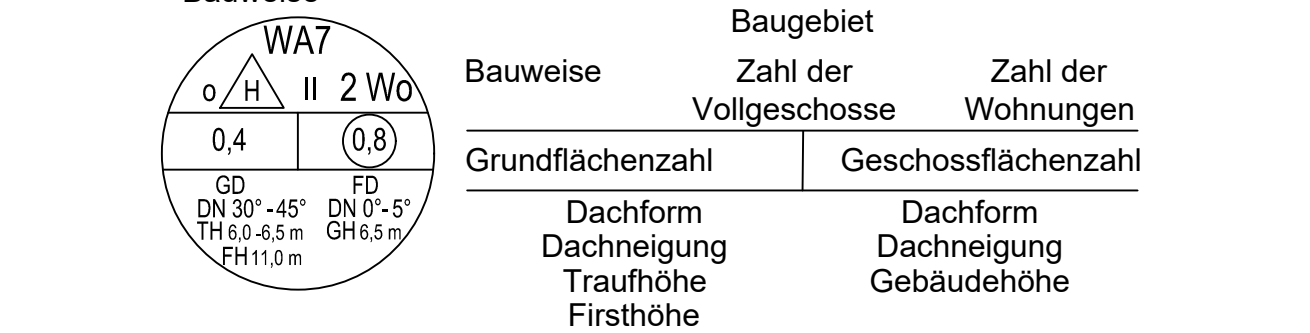 Bauweise
WA7
o H II 2 Wo
0,4 0,8
GD FD
DN 30° - 45° DN 0° - 5°
TH 6,0 - 6,5 m GH 6,5 m
FH 11,0 m
Baugebiet
Bauweise Zahl der Zahl der
Vollgeschosse Wohnungen
Grundflächenzahl Geschossflächenzahl
Dachform Dachform
Dachneigung Dachneigung
Traufhöhe Gebäudehöhe
Firsthöhe